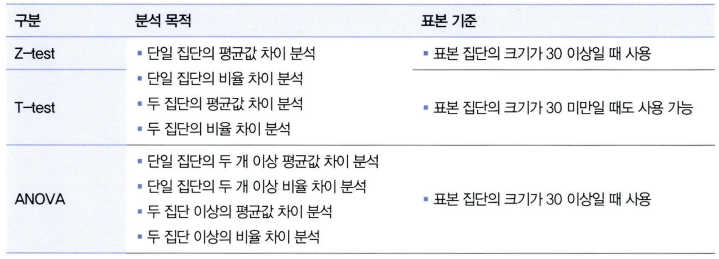 구분 분석 목적 표본 기준
Z-test ▪ 단일 집단의 평균값 차이 분석 ▪ 표본 집단의 크기가 30 이상일 때 사용
▪ 단일 집단의 비율 차이 분석
T-test ▪ 두 집단의 평균값 차이 분석 ▪ 표본 집단의 크기가 30 미만일 때도 사용 가능
▪ 두 집단의 비율 차이 분석
▪ 단일 집단의 두 개 이상 평균값 차이 분석
▪ 단일 집단의 두 개 이상 비율 차이 분석
ANOVA ▪ 두 집단 이상의 평균값 차이 분석 ▪ 표본 집단의 크기가 30 이상일 때 사용
▪ 두 집단 이상의 비율 차이 분석